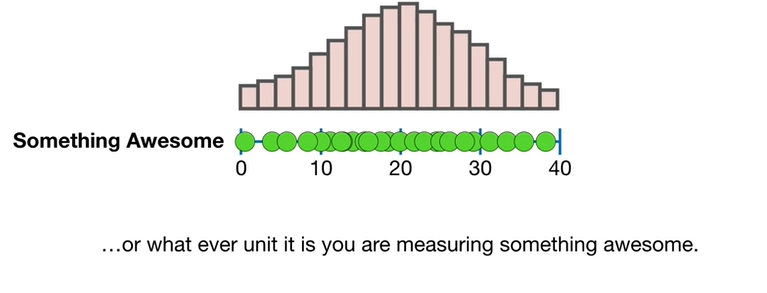 Something Awesome
0 10 20 30 40
…or what ever unit it is you are measuring something awesome.